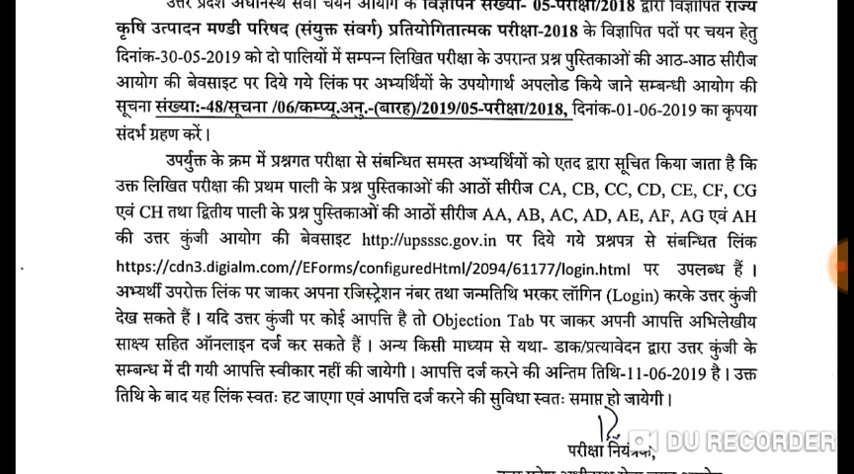 उत्तर प्रदेश अधीनस्थ सेवा चयन आयोग के विज्ञापन संख्या- 05-परीक्षा/2018 द्वारा विज्ञापित राज्य
कृषि उत्पादन मण्डी परिषद (संयुक्त संवर्ग) प्रतियोगितात्मक परीक्षा-2018 के विज्ञापित पदों पर चयन हेतु
दिनांक-30-05-2019 को दो पालियों में सम्पन्न लिखित परीक्षा के उपरान्त प्रश्न पुस्तिकाओं की आठ-आठ सीरीज
आयोग की बेवसाइट पर दिये गये लिंक पर अभ्यर्थियों के उपयोगार्थ अपलोड किये जाने सम्बन्धी आयोग की
सूचना संख्या:-48/सूचना /06/कम्प्यू.अनु.-(बारह)/2019/05-परीक्षा/2018, दिनांक-01-06-2019 का कृपया
संदर्भ ग्रहण करें।
उपर्युक्त के क्रम में प्रश्नगत परीक्षा से संबन्धित समस्त अभ्यर्थियों को एतद द्वारा सूचित किया जाता है कि
उक्त लिखित परीक्षा की प्रथम पाली के प्रश्न पुस्तिकाओं की आठों सीरीज CA, CB, CC, CD, CE, CF, CG
एवं CH तथा द्वितीय पाली के प्रश्न पुस्तिकाओं की आठों सीरीज AA, AB, AC, AD, AE, AF, AG एवं AH
की उत्तर कुंजी आयोग की बेवसाइट http://upsssc.gov.in पर दिये गये प्रश्नपत्र से संबन्धित लिंक
https://cdn3.digialm.com//EForms/configuredHtml/2094/61177/login.html पर उपलब्ध हैं ।
अभ्यर्थी उपरोक्त लिंक पर जाकर अपना रजिस्ट्रेशन नंबर तथा जन्मतिथि भरकर लॉगिन (Login) करके उत्तर कुंजी
देख सकते हैं । यदि उत्तर कुंजी पर कोई आपत्ति है तो Objection Tab पर जाकर अपनी आपत्ति अभिलेखीय
साक्ष्य सहित ऑनलाइन दर्ज कर सकते हैं । अन्य किसी माध्यम से यथा- डाक/प्रत्यावेदन द्वारा उत्तर कुंजी के
सम्बन्ध में दी गयी आपत्ति स्वीकार नहीं की जायेगी । आपत्ति दर्ज करने की अन्तिम तिथि-11-06-2019 है । उक्त
तिथि के बाद यह लिंक स्वतः हट जाएगा एवं आपत्ति दर्ज करने की सुविधा स्वतः समाप्त हो जायेगी ।
परीक्षा नियंत्रक,
DU RECORDER